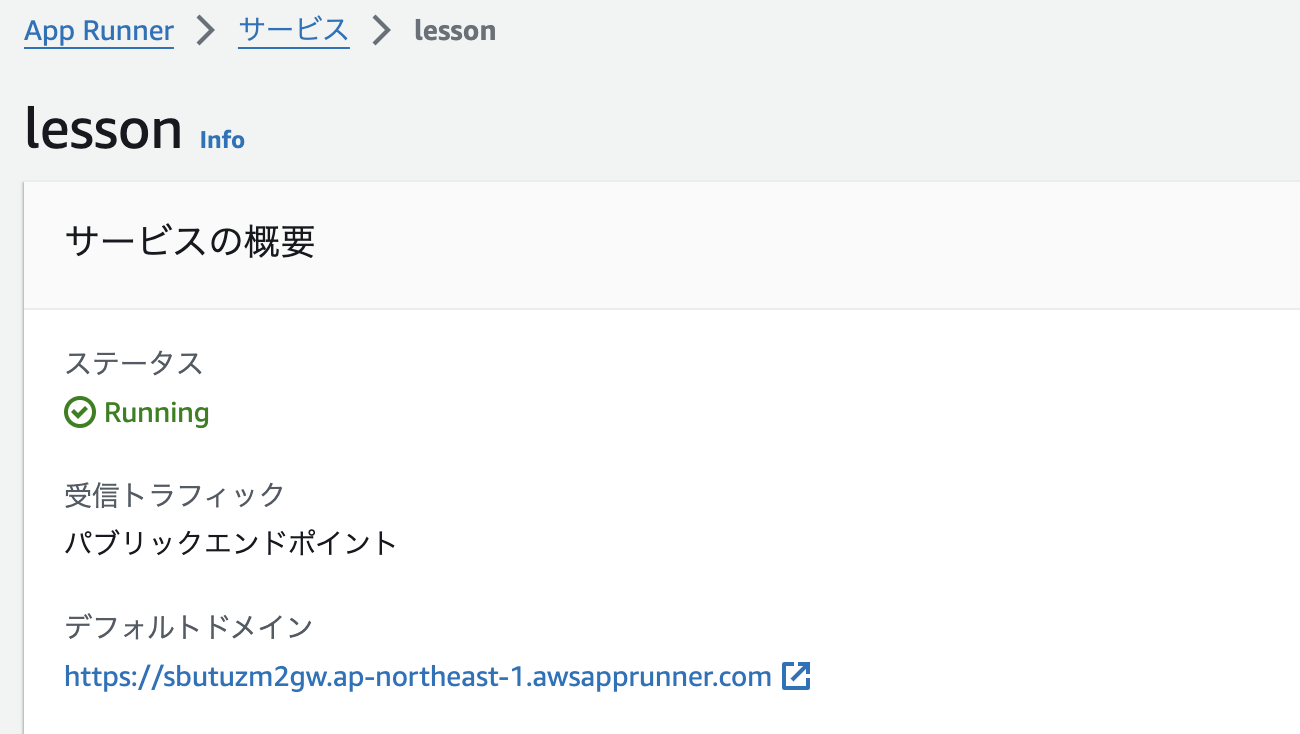 App Runner > サービス > lesson
lesson Info
サービスの概要
ステータス
Running
受信トラフィック
パブリックエンドポイント
デフォルトドメイン
https://sbutuzm2gw.ap-northeast-1.awsapprunner.com